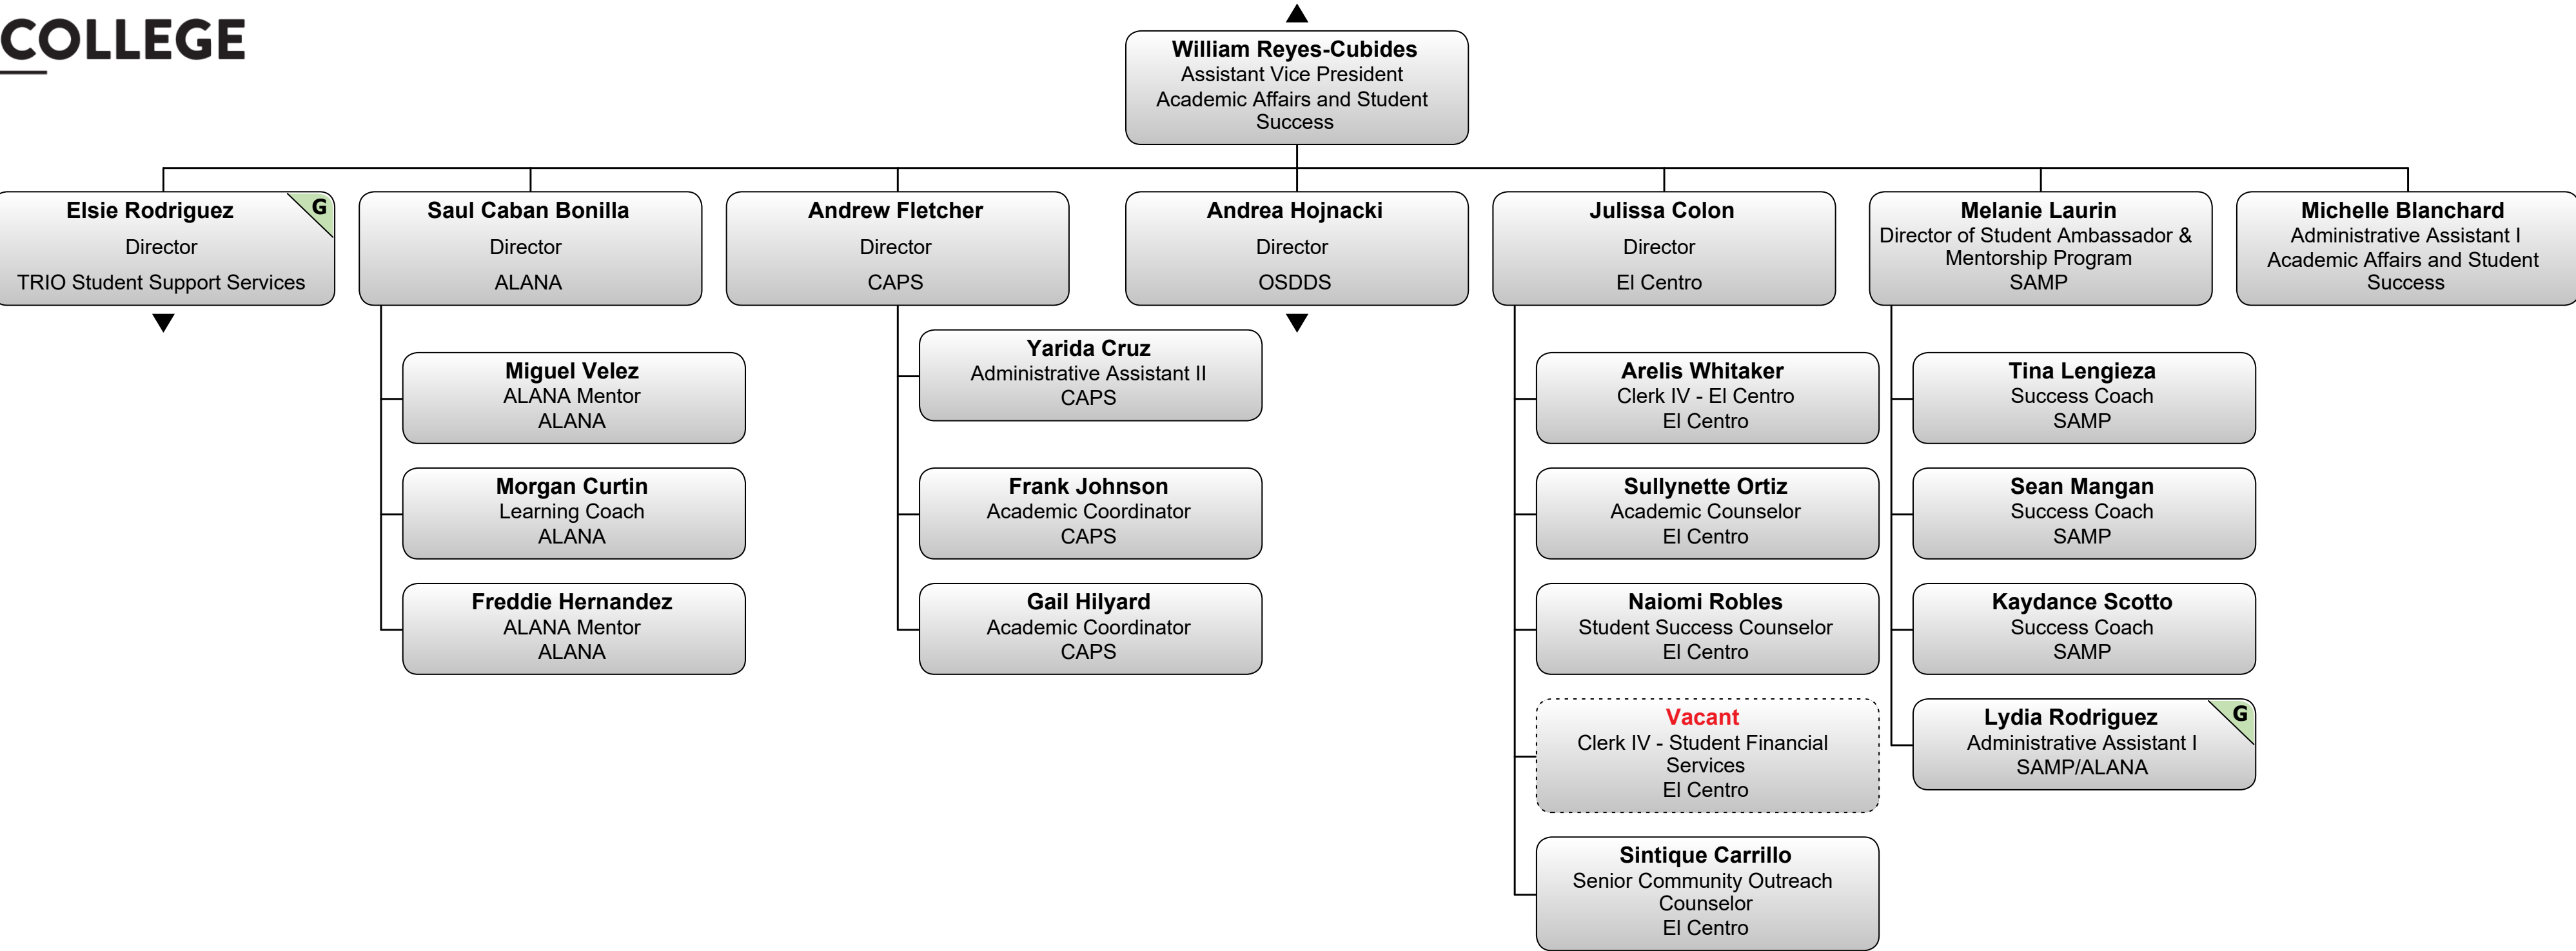 COLLEGE
William Reyes-Cubides
Assistant Vice President
Academic Affairs and Student
Success
Elsie Rodriguez
G
Director
TRIO Student Support Services
Saul Caban Bonilla
Director
ALANA
Andrew Fletcher
Director
CAPS
Andrea Hojnacki
Director
OSDDS
Julissa Colon
Director
El Centro
Melanie Laurin
Director of Student Ambassador &
Mentorship Program
SAMP
Michelle Blanchard
Administrative Assistant I
Academic Affairs and Student
Success
Miguel Velez
ALANA Mentor
ALANA
Morgan Curtin
Learning Coach
ALANA
Freddie Hernandez
ALANA Mentor
ALANA
Yarida Cruz
Administrative Assistant II
CAPS
Frank Johnson
Academic Coordinator
CAPS
Gail Hilyard
Academic Coordinator
CAPS
Arelis Whitaker
Clerk IV - El Centro
El Centro
Sullynette Ortiz
Academic Counselor
El Centro
Naiomi Robles
Student Success Counselor
El Centro
Vacant
Clerk IV - Student Financial
Services
El Centro
Sintique Carrillo
Senior Community Outreach
Counselor
El Centro
Tina Lengieza
Success Coach
SAMP
Sean Mangan
Success Coach
SAMP
Kaydance Scotto
Success Coach
SAMP
Lydia Rodriguez
G
Administrative Assistant I
SAMP/ALANA